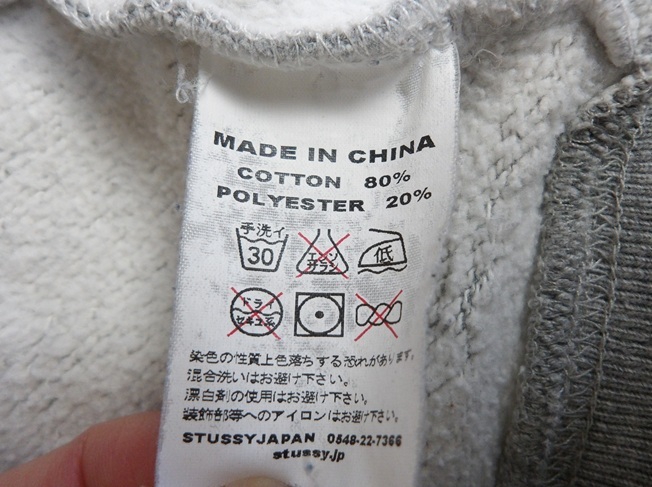 MADE IN CHINA
COTTON 80%
POLYESTER 20%
手洗イ
30
エンソ
サラシ
低
ドライ
セキユ系
染色の性質上色落ちする恐れがあります。
混合洗いはお避け下さい。
漂白剤の使用はお避け下さい。
装飾部等へのアイロンはお避け下さい。
STUSSYJAPAN 0548-22-7366
stussy.jp